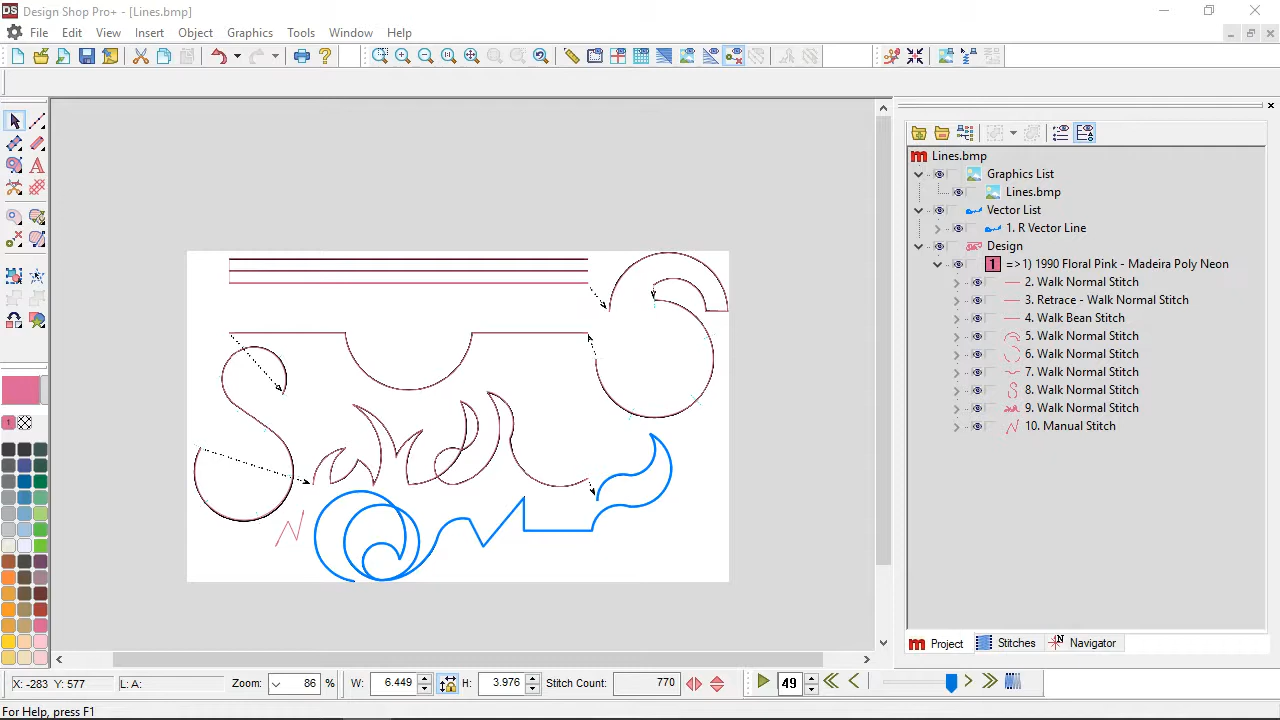 DS Design Shop Pro+ - [Lines.bmp]
File Edit View Insert Object Graphics Tools Window Help
Lines.bmp
Graphics List
Lines.bmp
Vector List
1. R Vector Line
Design
1 =>1) 1990 Floral Pink - Madeira Poly Neon
2. Walk Normal Stitch
3. Retrace - Walk Normal Stitch
4. Walk Bean Stitch
5. Walk Normal Stitch
6. Walk Normal Stitch
7. Walk Normal Stitch
8. Walk Normal Stitch
9. Walk Normal Stitch
10. Manual Stitch
1
Project Stitches Navigator
X: -283 Y: 577 L: A: Zoom: 86 % W: 6.449 H: 3.976 Stitch Count: 770 49
For Help, press F1